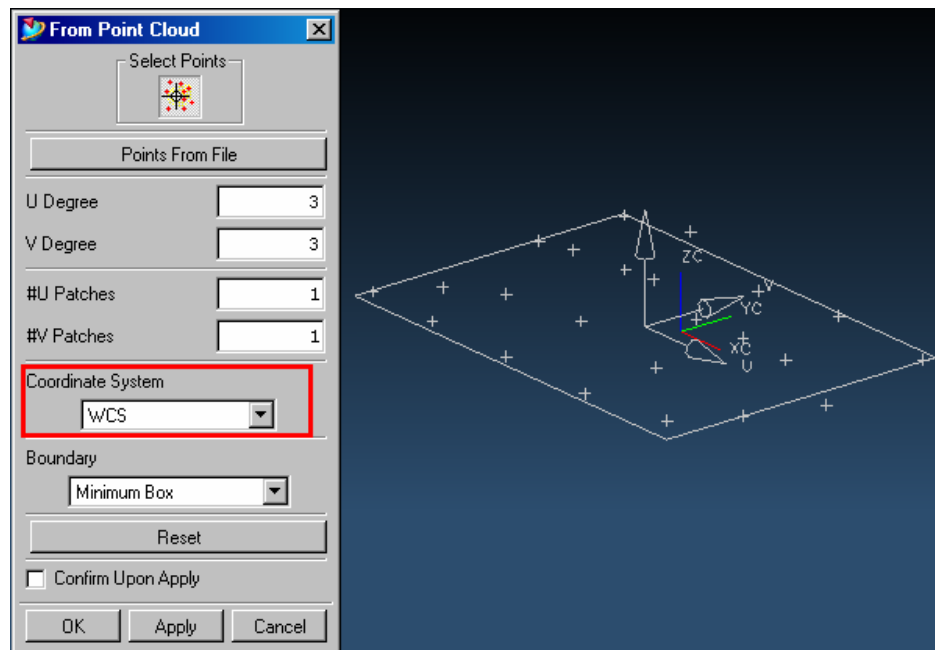 From Point Cloud
Select Points
Points From File
U Degree 3
V Degree 3
#U Patches 1
#V Patches 1
Coordinate System
WCS
Boundary
Minimum Box
Reset
Confirm Upon Apply
OK Apply Cancel
ZC
V
YC
XC
U